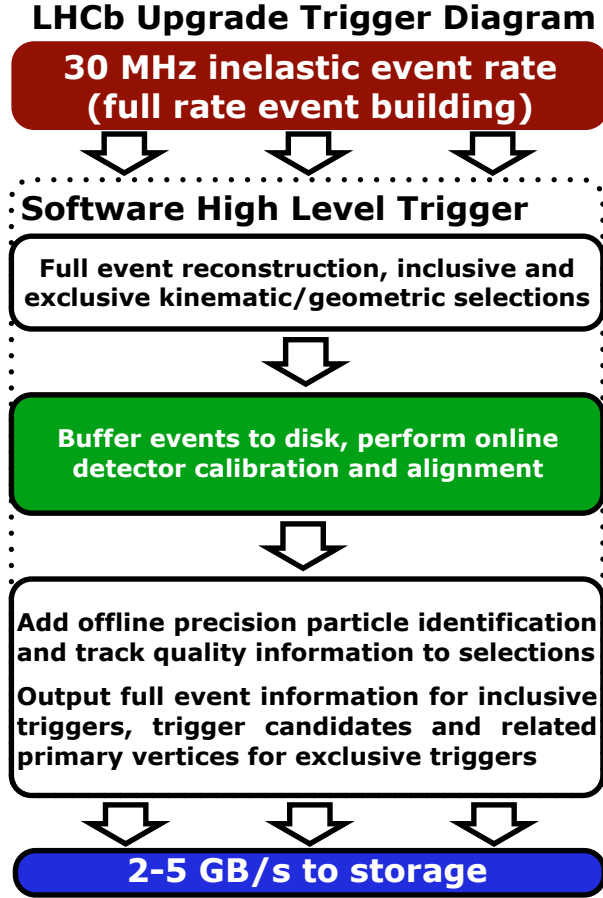 LHCb Upgrade Trigger Diagram
30 MHz inelastic event rate
(full rate event building)
Software High Level Trigger
Full event reconstruction, inclusive and
exclusive kinematic/geometric selections
Buffer events to disk, perform online
detector calibration and alignment
Add offline precision particle identification
and track quality information to selections
Output full event information for inclusive
triggers, trigger candidates and related
primary vertices for exclusive triggers
2-5 GB/s to storage